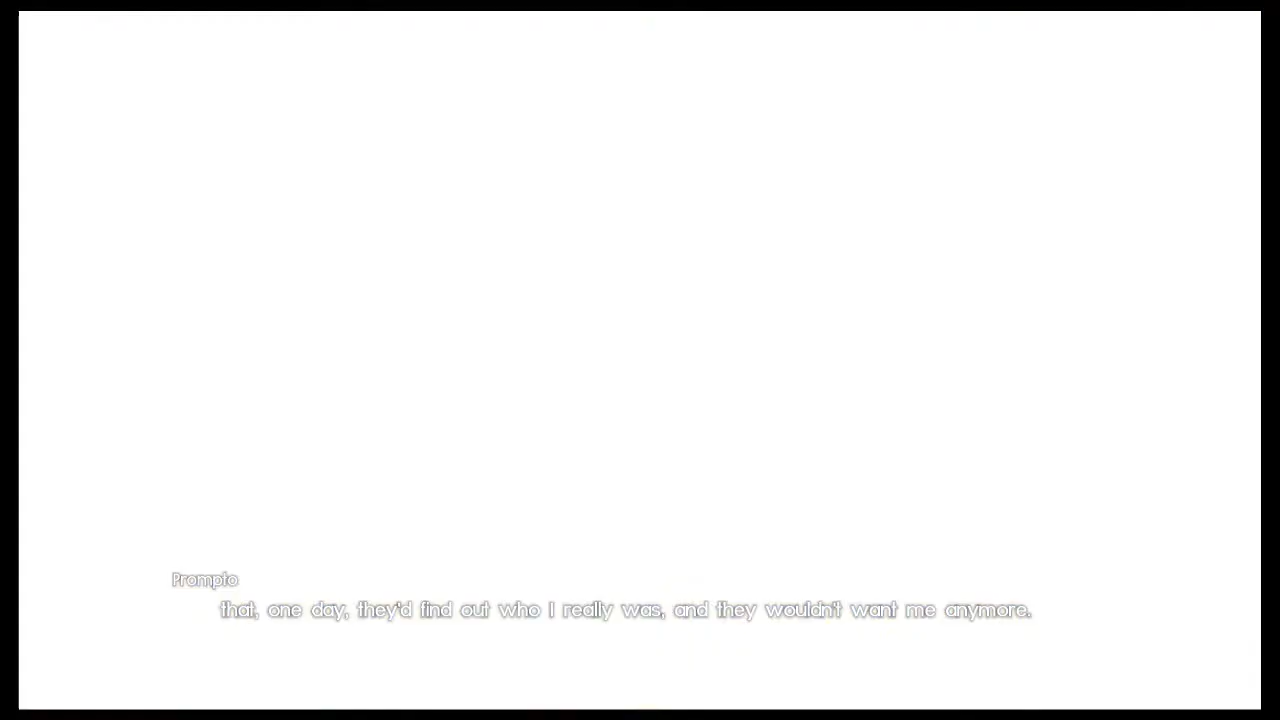 Prompto
that, one day, they'd find out who I really was, and they wouldn't want me anymore.